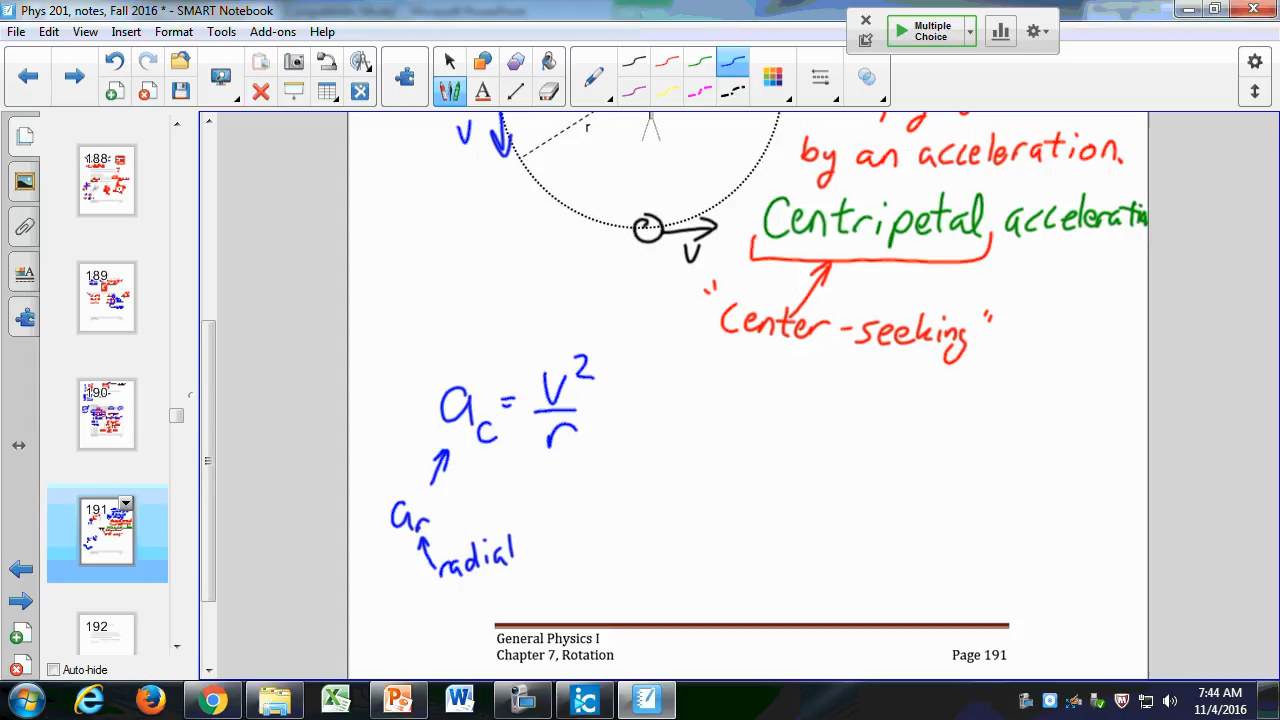 Phys 201, notes, Fall 2016 * - SMART Notebook
File Edit View Insert Format Tools Add-ons Help
Multiple
Choice
188
189
190
191
192
Auto-hide
r
v
by an acceleration.
Centripetal acceleratio
v
"Center-seeking"
a_c = v²/r
a_r
radial
General Physics I
Chapter 7, Rotation Page 191
7:44 AM
11/4/2016